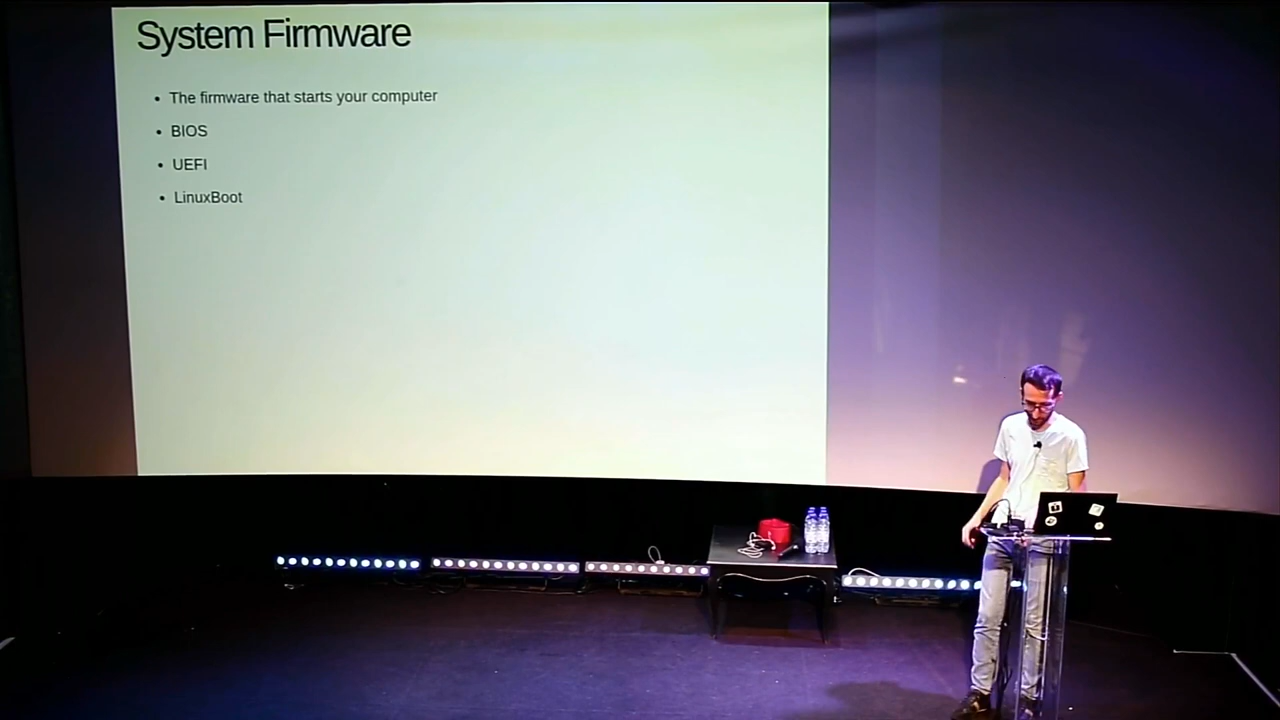 System Firmware
• The firmware that starts your computer
• BIOS
• UEFI
• LinuxBoot